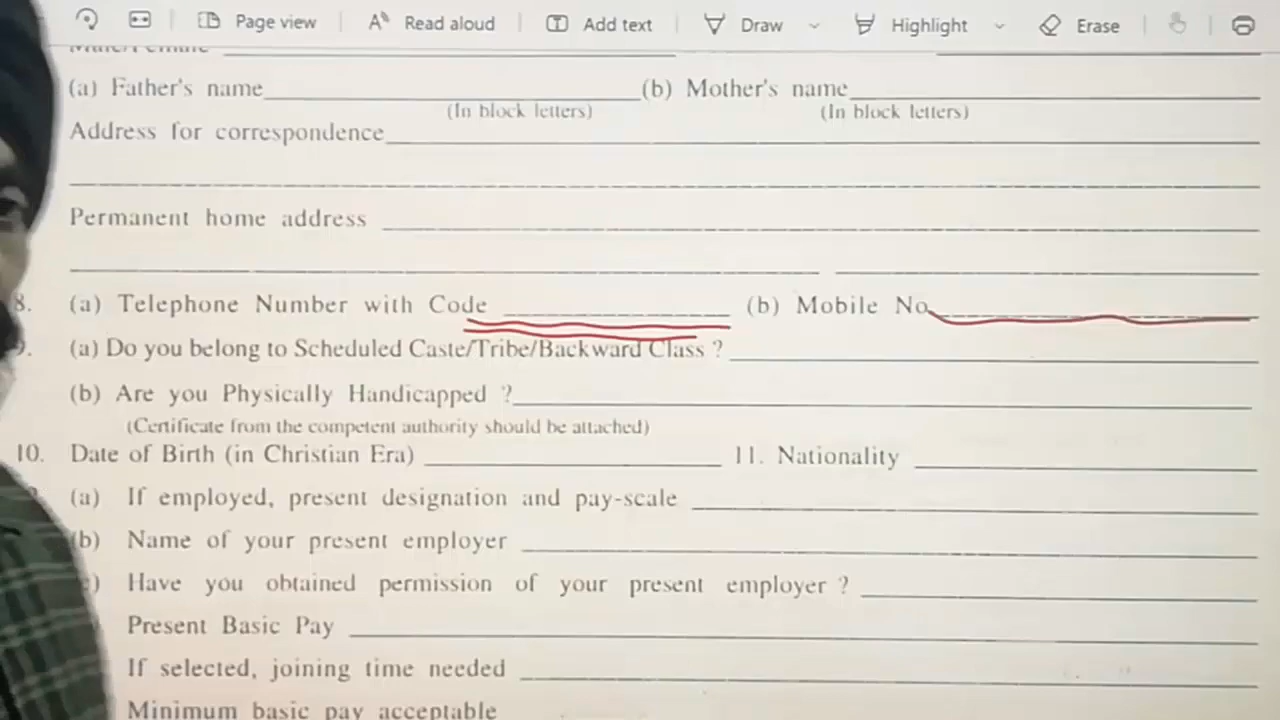 Page view Read aloud Add text Draw Highlight Erase
(a) Father's name (b) Mother's name
(In block letters) (In block letters)
Address for correspondence
Permanent home address
8. (a) Telephone Number with Code (b) Mobile No.
9. (a) Do you belong to Scheduled Caste/Tribe/Backward Class ?
(b) Are you Physically Handicapped ?
(Certificate from the competent authority should be attached)
10. Date of Birth (in Christian Era) 11. Nationality
(a) If employed, present designation and pay-scale
(b) Name of your present employer
Have you obtained permission of your present employer ?
Present Basic Pay
If selected, joining time needed
Minimum basic pay acceptable